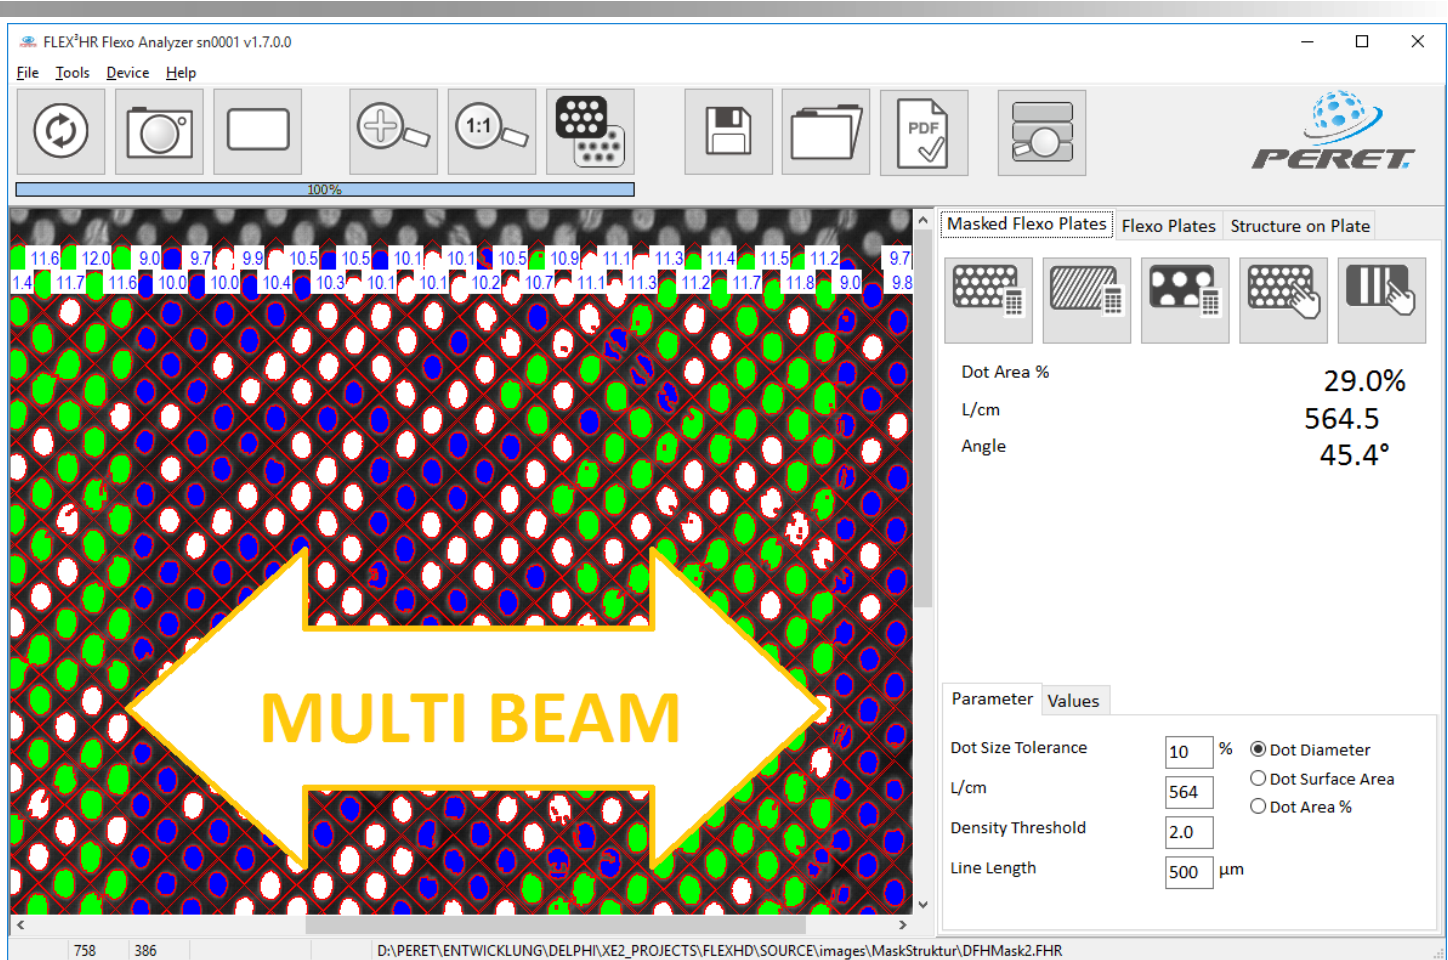 FLEX³HR Flexo Analyzer sn0001 v1.7.0.0
File Tools Device Help
1:1
PDF
PERET.
100%
Masked Flexo Plates Flexo Plates Structure on Plate
11.6 12.0 9.0 9.7 9.9 10.5 10.5 10.1 10.1 10.5 10.9 11.1 11.3 11.4 11.5 11.2 9.7
1.4 11.7 11.6 10.0 10.0 10.4 10.3 10.1 10.1 10.2 10.7 11.1 11.3 11.2 11.7 11.8 9.0 9.8
Dot Area % 29.0%
L/cm 564.5
Angle 45.4°
MULTI BEAM
Parameter Values
Dot Size Tolerance 10 % Dot Diameter
Dot Surface Area
L/cm 564
Dot Area %
Density Threshold 2.0
Line Length 500 µm
758 386 D:\PERET\ENTWICKLUNG\DELPHI\XE2_PROJECTS\FLEXHD\SOURCE\images\MaskStruktur\DFHMask2.FHR